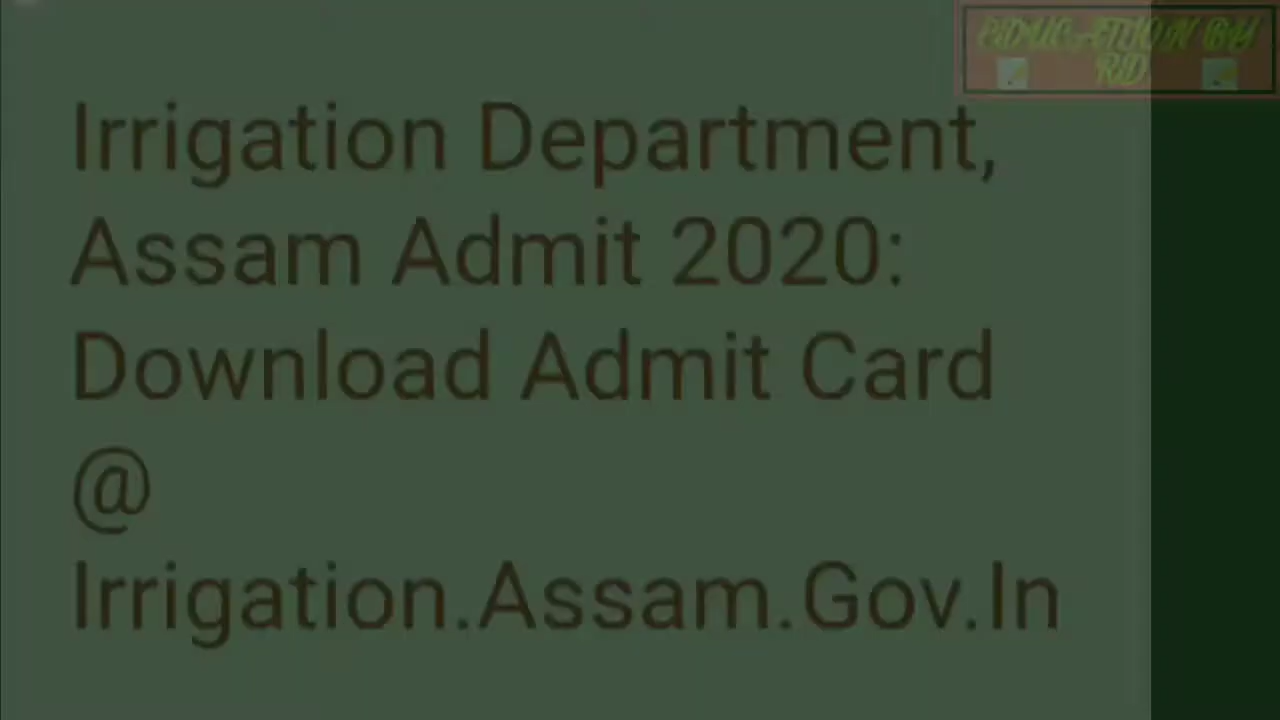 Irrigation Department,
Assam Admit 2020:
Download Admit Card
@
Irrigation.Assam.Gov.In